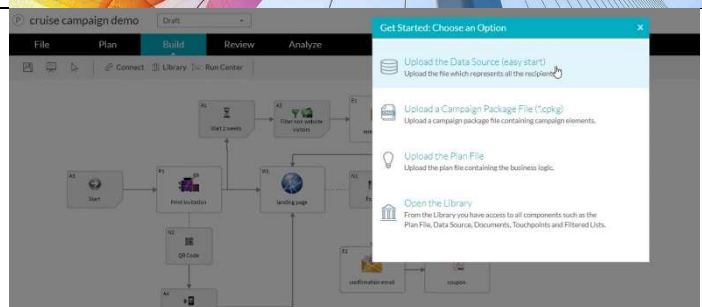 cruise campaign demo
Draft
File
Plan
Build
Review
Analyze
Connect
Library
Run Center
Get Started: Choose an Option
x
Upload the Data Source (easy start)
Upload the file which represents all the recipients
Upload a Campaign Package File (*.cpkg)
Upload a campaign package file containing campaign elements.
Upload the Plan File
Upload the plan file containing the business logic.
Open the Library
From the Library you have access to all components such as the
Plan File, Data Source, Documents, Touchpoints and Filtered Lists.
Start 2 weeks
Filter non website
visitors
Start
Print Invitation
landing page
QR Code
confirmation email
coupon